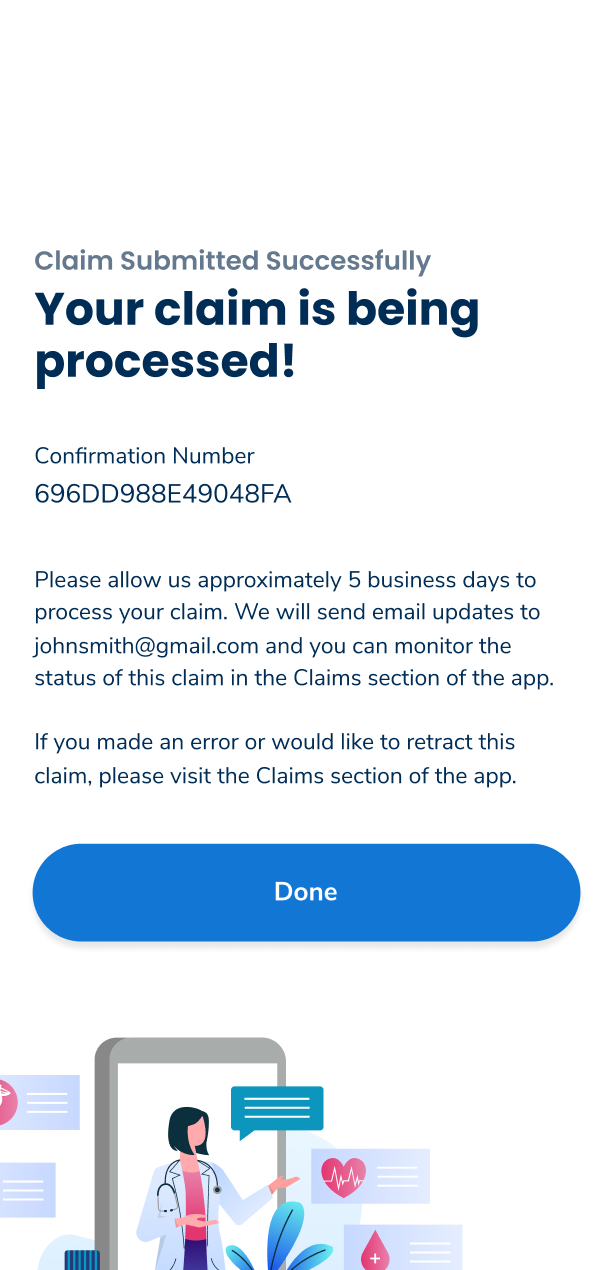 Claim Submitted Successfully
Your claim is being
processed!
Confirmation Number
696DD988E49048FA
Please allow us approximately 5 business days to
process your claim. We will send email updates to
johnsmith@gmail.com and you can monitor the
status of this claim in the Claims section of the app.
If you made an error or would like to retract this
claim, please visit the Claims section of the app.
Done